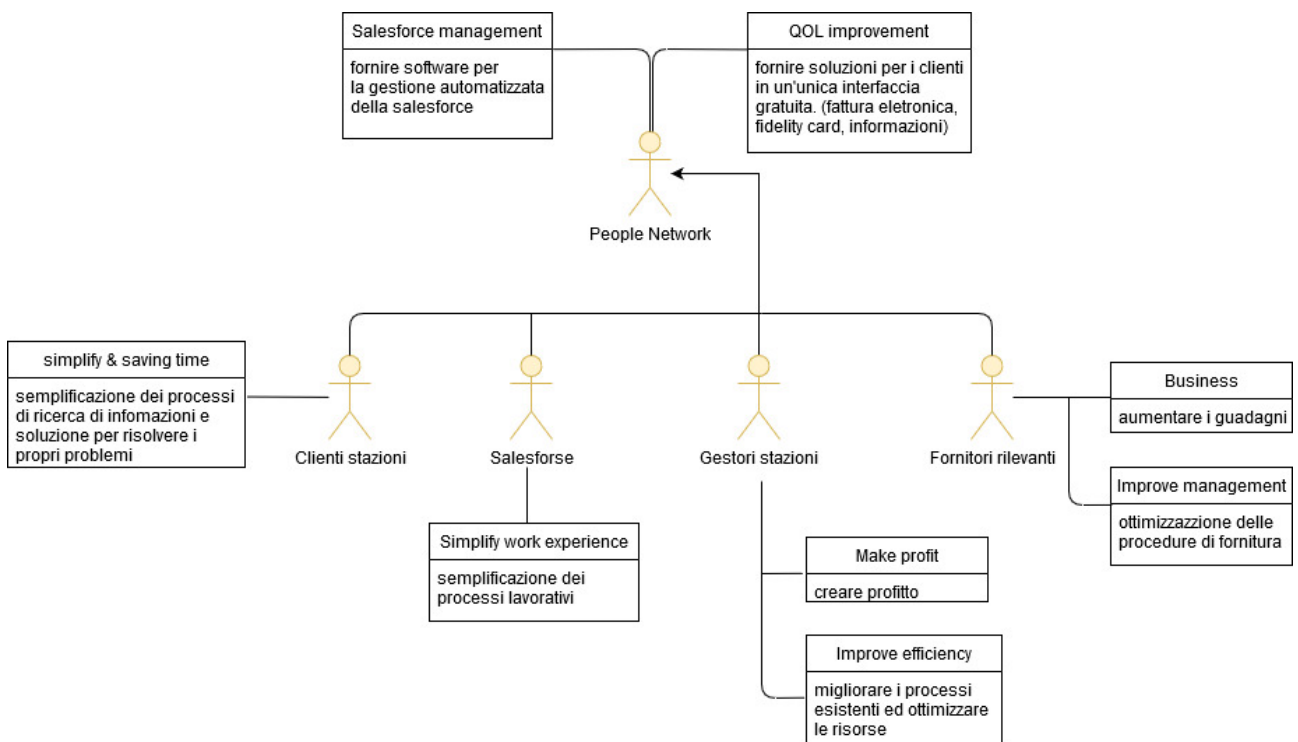 Salesforce management
fornire software per
la gestione automatizzata
della salesforce
QOL improvement
fornire soluzioni per i clienti
in un'unica interfaccia
gratuita. (fattura eletronica,
fidelity card, informazioni)
People Network
simplify & saving time
semplificazione dei processi
di ricerca di infomazioni e
soluzione per risolvere i
propri problemi
Clienti stazioni
Salesforse
Gestori stazioni
Fornitori rilevanti
Business
aumentare i guadagni
Improve management
ottimizzazzione delle
procedure di fornitura
Simplify work experience
semplificazione dei
processi lavorativi
Make profit
creare profitto
Improve efficiency
migliorare i processi
esistenti ed ottimizzare
le risorse